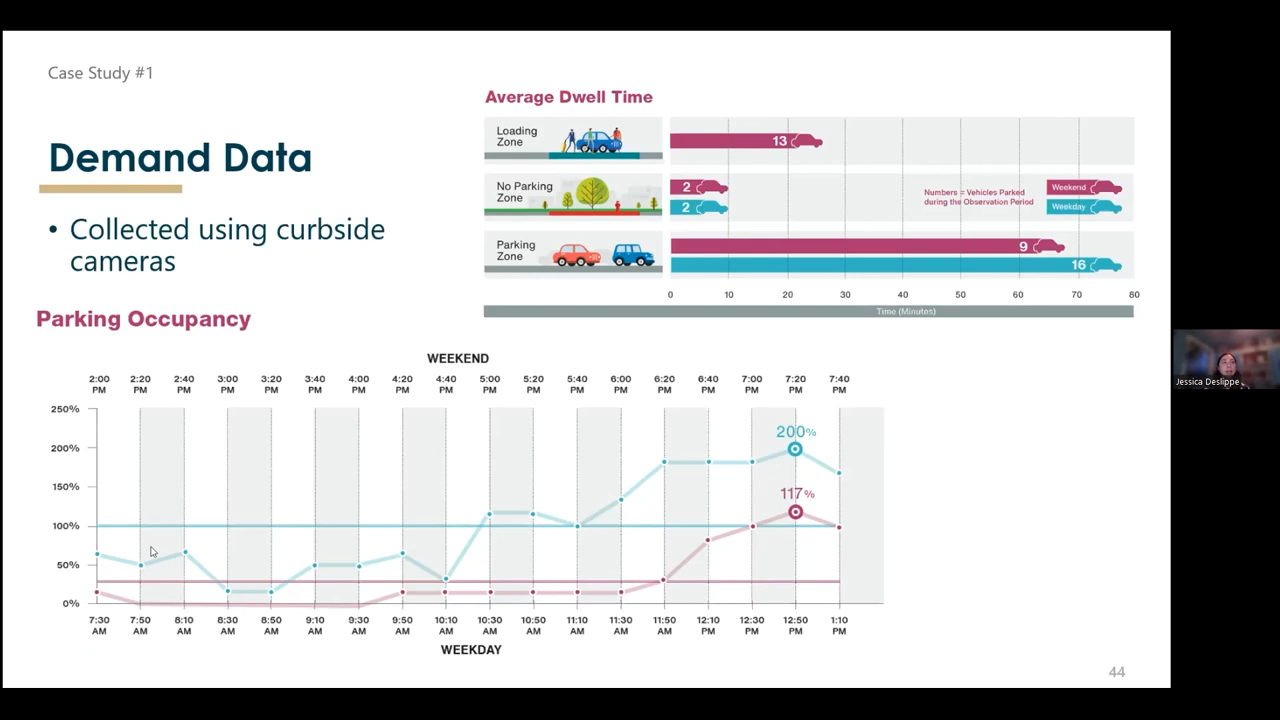 Case Study #1
Demand Data
• Collected using curbside
cameras
Average Dwell Time
Loading
Zone
13
No Parking
Zone
2
2
Numbers = Vehicles Parked
during the Observation Period
Weekend
Weekday
Parking
Zone
9
16
0 10 20 30 40 50 60 70 80
Time (Minutes)
Parking Occupancy
WEEKEND
2:00 2:20 2:40 3:00 3:20 3:40 4:00 4:20 4:40 5:00 5:20 5:40 6:00 6:20 6:40 7:00 7:20 7:40
PM PM PM PM PM PM PM PM PM PM PM PM PM PM PM PM PM PM
250%
200%
200%
150%
117%
100%
50%
0%
7:30 7:50 8:10 8:30 8:50 9:10 9:30 9:50 10:10 10:30 10:50 11:10 11:30 11:50 12:10 12:30 12:50 1:10
AM AM AM AM AM AM AM AM AM AM AM AM AM AM PM PM PM PM
WEEKDAY
44
Jessica Deslippe